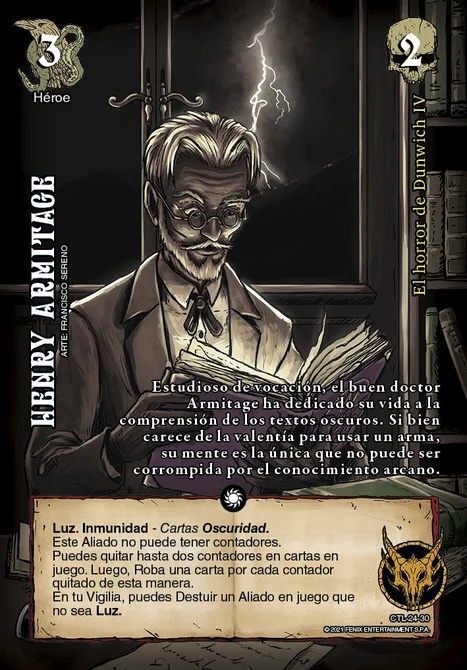 3
Héroe
2
El horror de Dunwich IV
HENRY ARMITAGE
ARTE: FRANCISCO SERENO
Estudioso de vocación, el buen doctor
Armitage ha dedicado su vida a la
comprensión de los textos oscuros. Si bien
carece de la valentía para usar un arma,
su mente es la única que no puede ser
corrompida por el conocimiento arcano.
Luz. Inmunidad - Cartas Oscuridad.
Este Aliado no puede tener contadores.
Puedes quitar hasta dos contadores en cartas en
juego. Luego, Roba una carta por cada contador
quitado de esta manera.
En tu Vigilia, puedes Destuir un Aliado en juego que
no sea Luz.
CTL-24-30
© 2021 FENIX ENTERTAINMENT S.P.A.